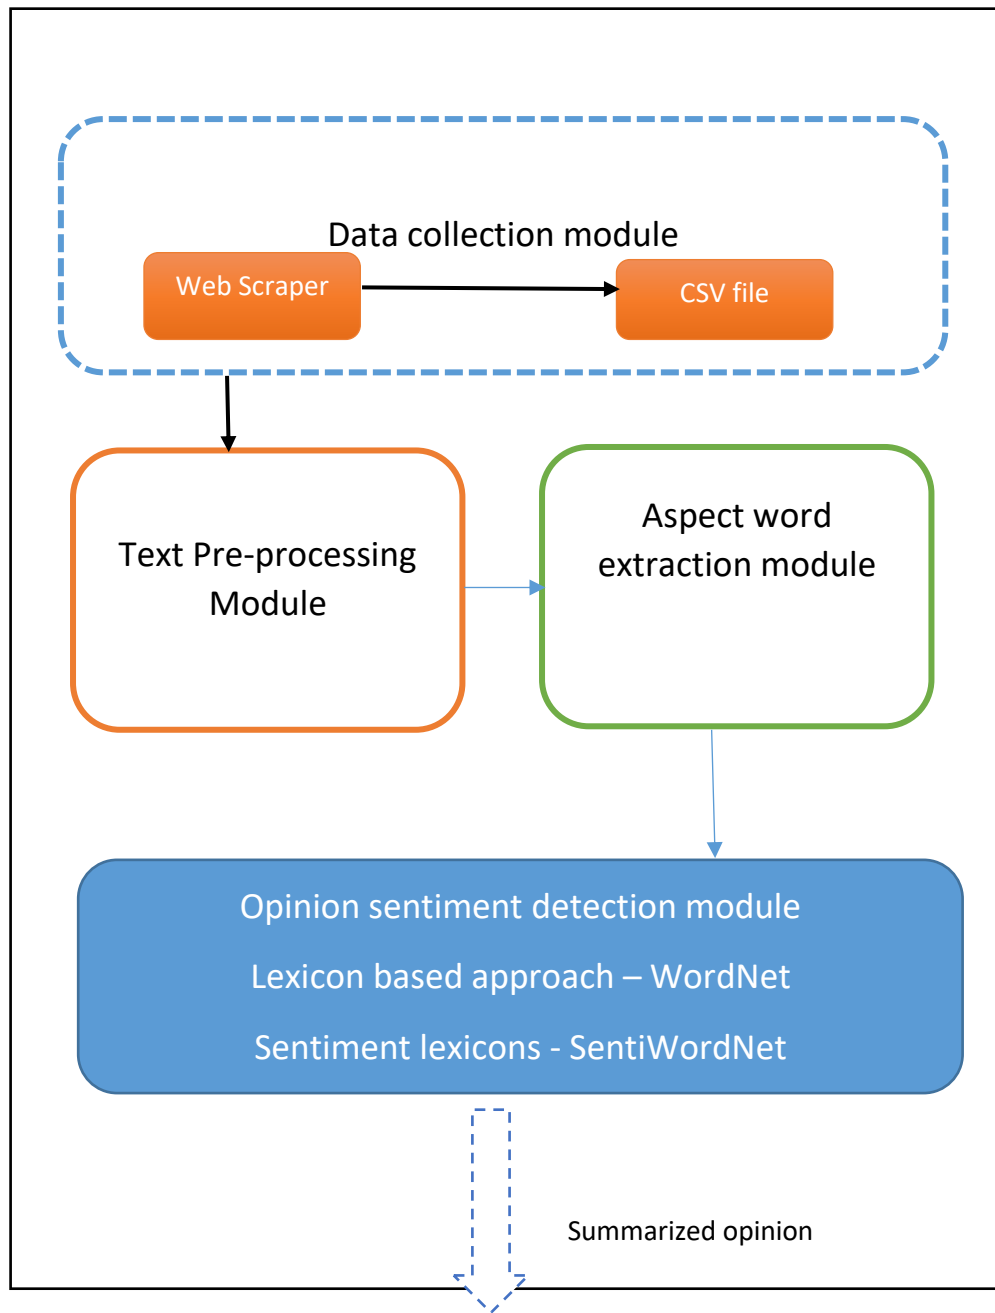 Data collection module
Web Scraper
CSV file
Text Pre-processing
Module
Aspect word
extraction module
Opinion sentiment detection module
Lexicon based approach – WordNet
Sentiment lexicons - SentiWordNet
Summarized opinion